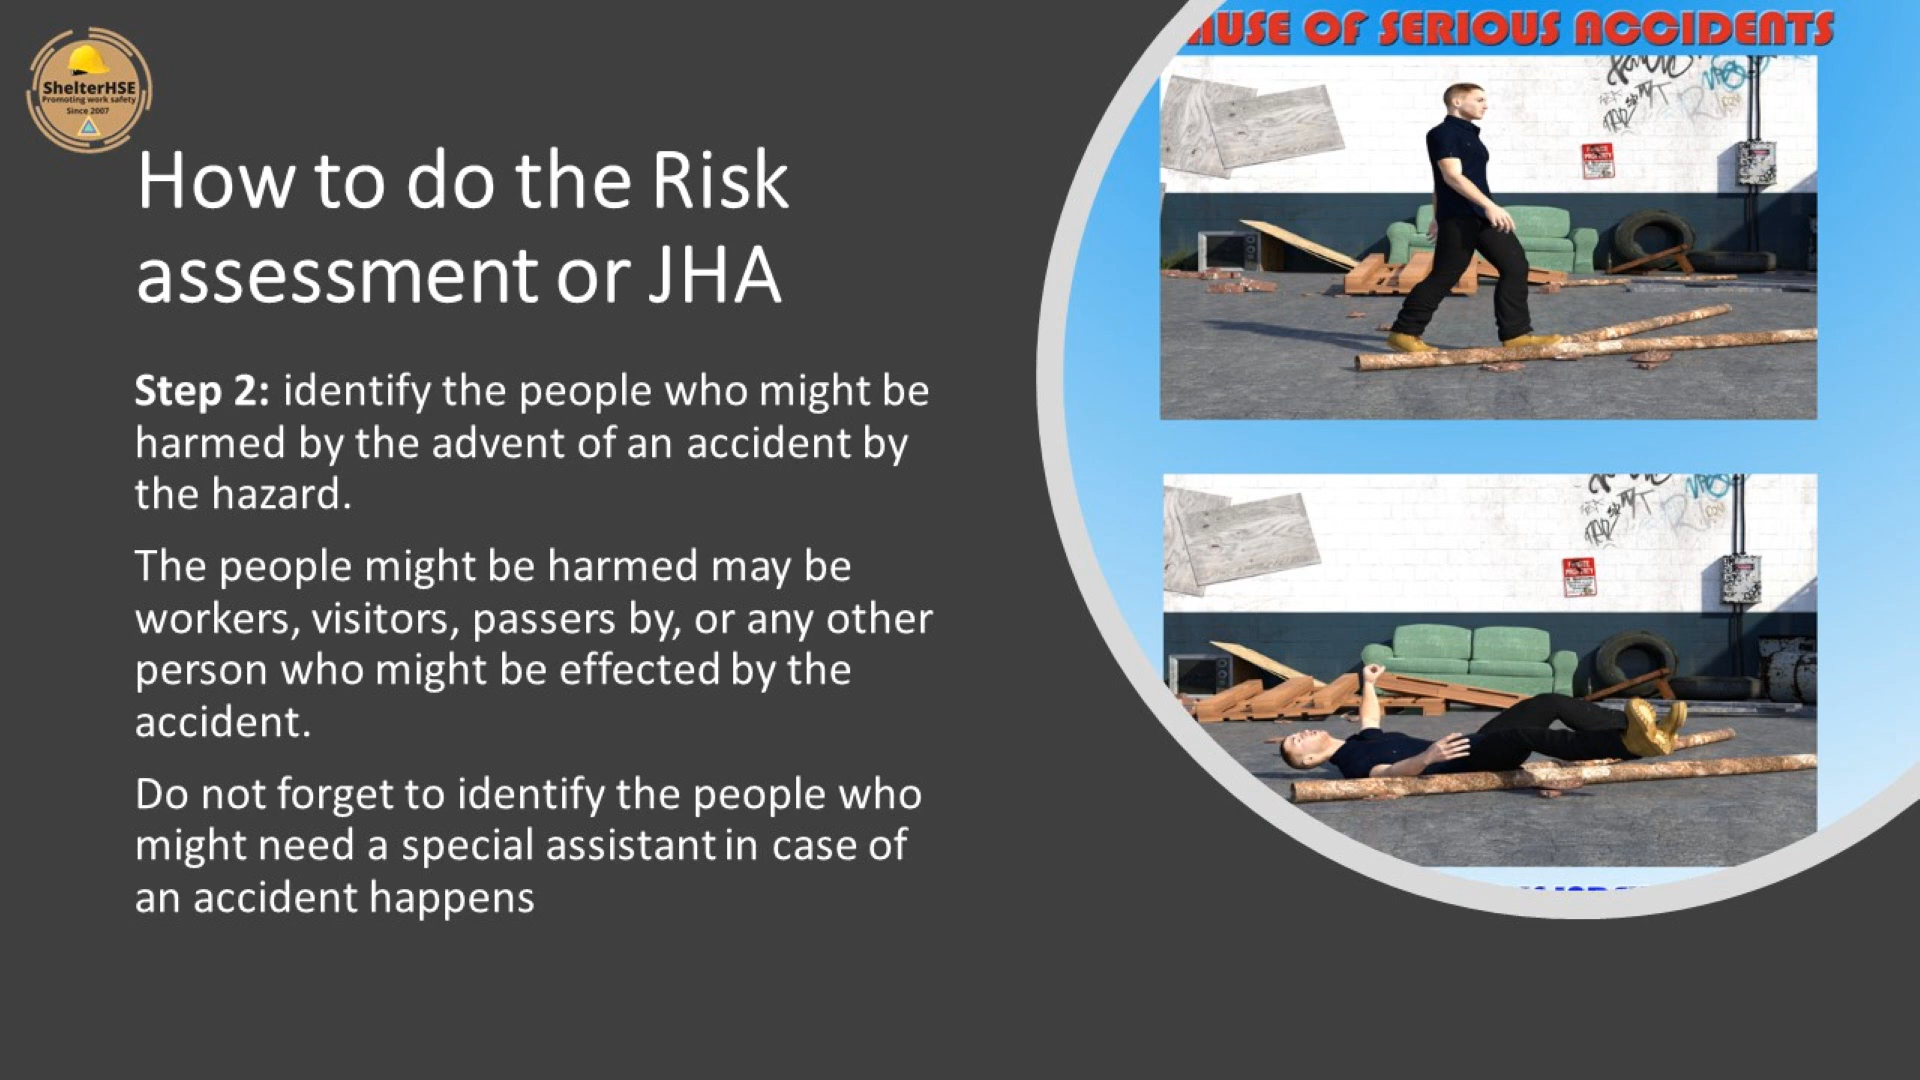 ShelterHSE
Promoting work safety
Since 2007
How to do the Risk
assessment or JHA
Step 2: identify the people who might be
harmed by the advent of an accident by
the hazard.
The people might be harmed may be
workers, visitors, passers by, or any other
person who might be effected by the
accident.
Do not forget to identify the people who
might need a special assistant in case of
an accident happens
OF SERIOUS ACCIDENTS